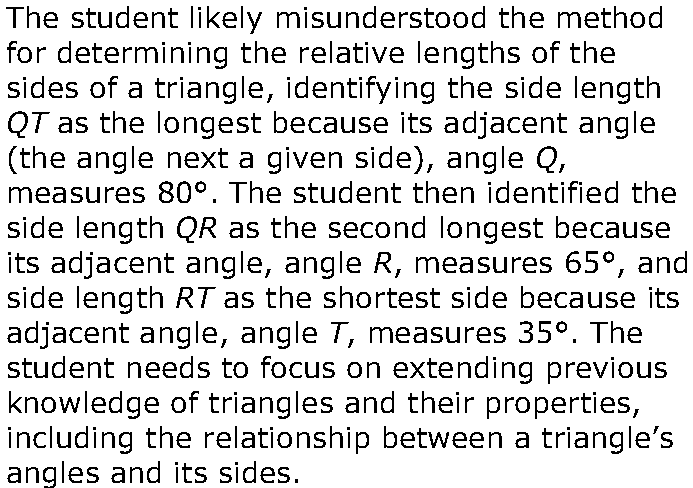 The student likely misunderstood the method
for determining the relative lengths of the
sides of a triangle, identifying the side length
QT as the longest because its adjacent angle
(the angle next a given side), angle Q,
measures 80°. The student then identified the
side length QR as the second longest because
its adjacent angle, angle R, measures 65°, and
side length RT as the shortest side because its
adjacent angle, angle T, measures 35°. The
student needs to focus on extending previous
knowledge of triangles and their properties,
including the relationship between a triangle’s
angles and its sides.